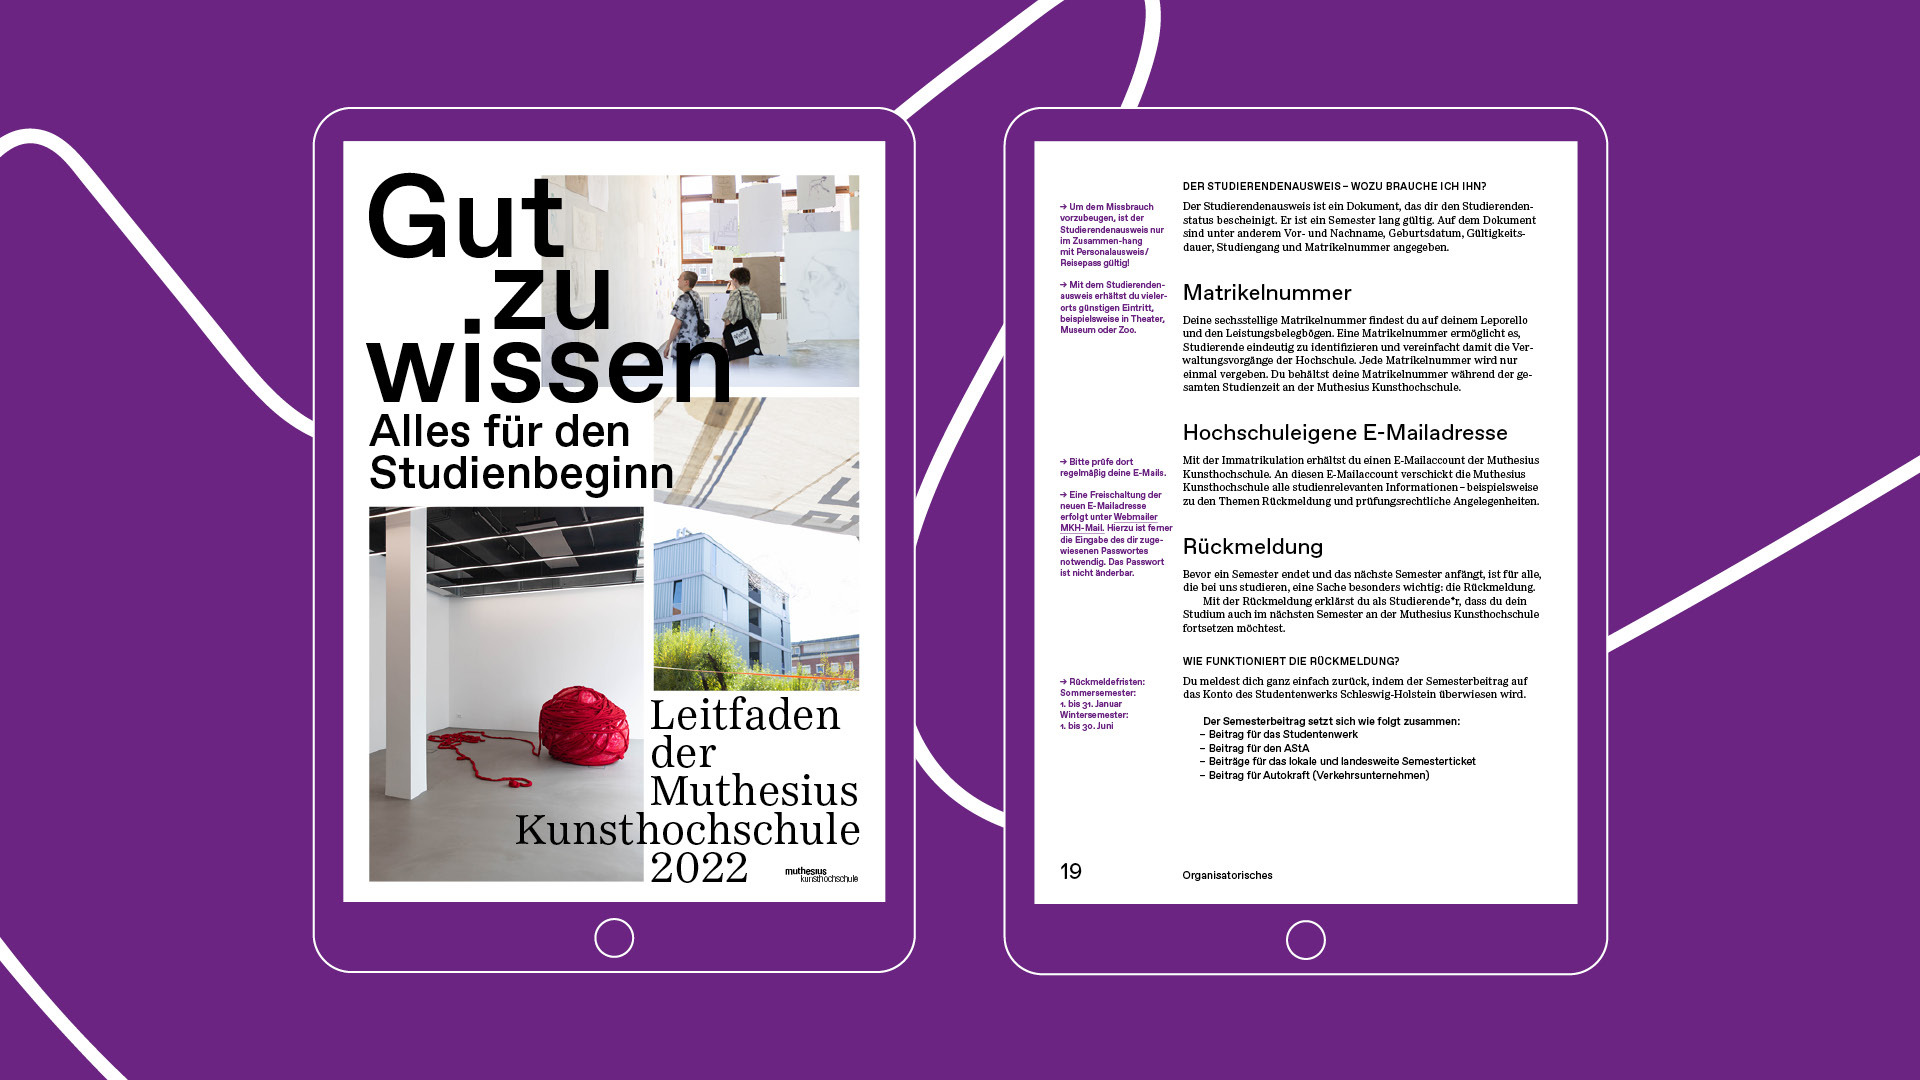 Gut
zu
wissen
Alles für den
Studienbeginn
Leitfaden
der
Muthesius
Kunsthochschule
2022
muthesius
kunsthochschule
DER STUDIERENDENAUSWEIS – WOZU BRAUCHE ICH IHN?
Der Studierendenausweis ist ein Dokument, das dir den Studierenden-
status bescheinigt. Er ist ein Semester lang gültig. Auf dem Dokument
sind unter anderem Vor- und Nachname, Geburtsdatum, Gültigkeits-
dauer, Studiengang und Matrikelnummer angegeben.
→ Um dem Missbrauch
vorzubeugen, ist der
Studierendenausweis nur
im Zusammen-hang
mit Personalausweis/
Reisepass gültig!
→ Mit dem Studierenden-
ausweis erhältst du vieler-
orts günstigen Eintritt,
beispielsweise in Theater,
Museum oder Zoo.
Matrikelnummer
Deine sechsstellige Matrikelnummer findest du auf deinem Leporello
und den Leistungsbelegbögen. Eine Matrikelnummer ermöglicht es,
Studierende eindeutig zu identifizieren und vereinfacht damit die Ver-
waltungsvorgänge der Hochschule. Jede Matrikelnummer wird nur
einmal vergeben. Du behältst deine Matrikelnummer während der ge-
samten Studienzeit an der Muthesius Kunsthochschule.
Hochschuleigene E-Mailadresse
Mit der Immatrikulation erhältst du einen E-Mailaccount der Muthesius
Kunsthochschule. An diesen E-Mailaccount verschickt die Muthesius
Kunsthochschule alle studienrelevanten Informationen – beispielsweise
zu den Themen Rückmeldung und prüfungsrechtliche Angelegenheiten.
→ Bitte prüfe dort
regelmäßig deine E-Mails.
→ Eine Freischaltung der
neuen E-Mailadresse
erfolgt unter Webmailer
MKH-Mail. Hierzu ist ferner
die Eingabe des dir zuge-
wiesenen Passwortes
notwendig. Das Passwort
ist nicht änderbar.
Rückmeldung
Bevor ein Semester endet und das nächste Semester anfängt, ist für alle,
die bei uns studieren, eine Sache besonders wichtig: die Rückmeldung.
Mit der Rückmeldung erklärst du als Studierende*r, dass du dein
Studium auch im nächsten Semester an der Muthesius Kunsthochschule
fortsetzen möchtest.
WIE FUNKTIONIERT DIE RÜCKMELDUNG?
Du meldest dich ganz einfach zurück, indem der Semesterbeitrag auf
das Konto des Studentenwerks Schleswig-Holstein überwiesen wird.
→ Rückmeldefristen:
Sommersemester:
1. bis 31. Januar
Wintersemester:
1. bis 30. Juni
Der Semesterbeitrag setzt sich wie folgt zusammen:
– Beitrag für das Studentenwerk
– Beitrag für den AStA
– Beiträge für das lokale und landesweite Semesterticket
– Beitrag für Autokraft (Verkehrsunternehmen)
19
Organisatorisches